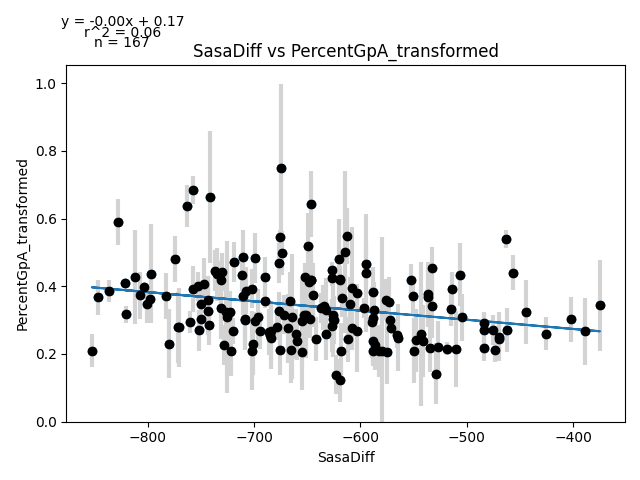 y = -0.00x + 0.17
r^2 = 0.06
n = 167
SasaDiff vs PercentGpA_transformed
PercentGpA_transformed
1.0
0.8
0.6
0.4
0.2
0.0
−800 −700 −600 −500 −400
SasaDiff